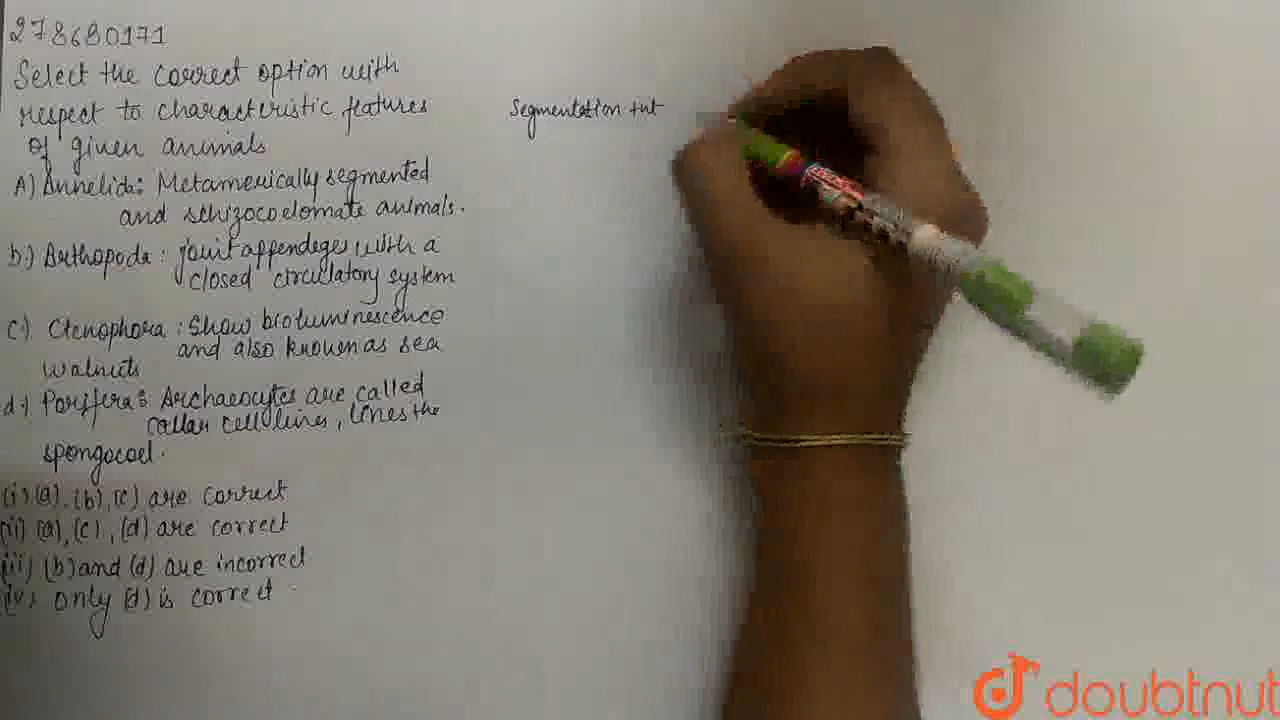 278680171
Select the correct option with
respect to characteristic features
of given animals
A) Annelida: Metamerically segmented
and schizocoelomate animals.
b.) Arthopoda : joint appendeges with a
closed circulatory system
c.) Ctenophora : Show bioluminescence
and also known as sea
walnuts
d.) Porifera : Archaeocytes are called
collar cell lines, lines the
spongocoel.
(i) (a), (b), (c) are correct
(ii) (a), (c), (d) are correct
(iii) (b) and (d) are incorrect
(iv) only (d) is correct
Segmentation int
doubtnut